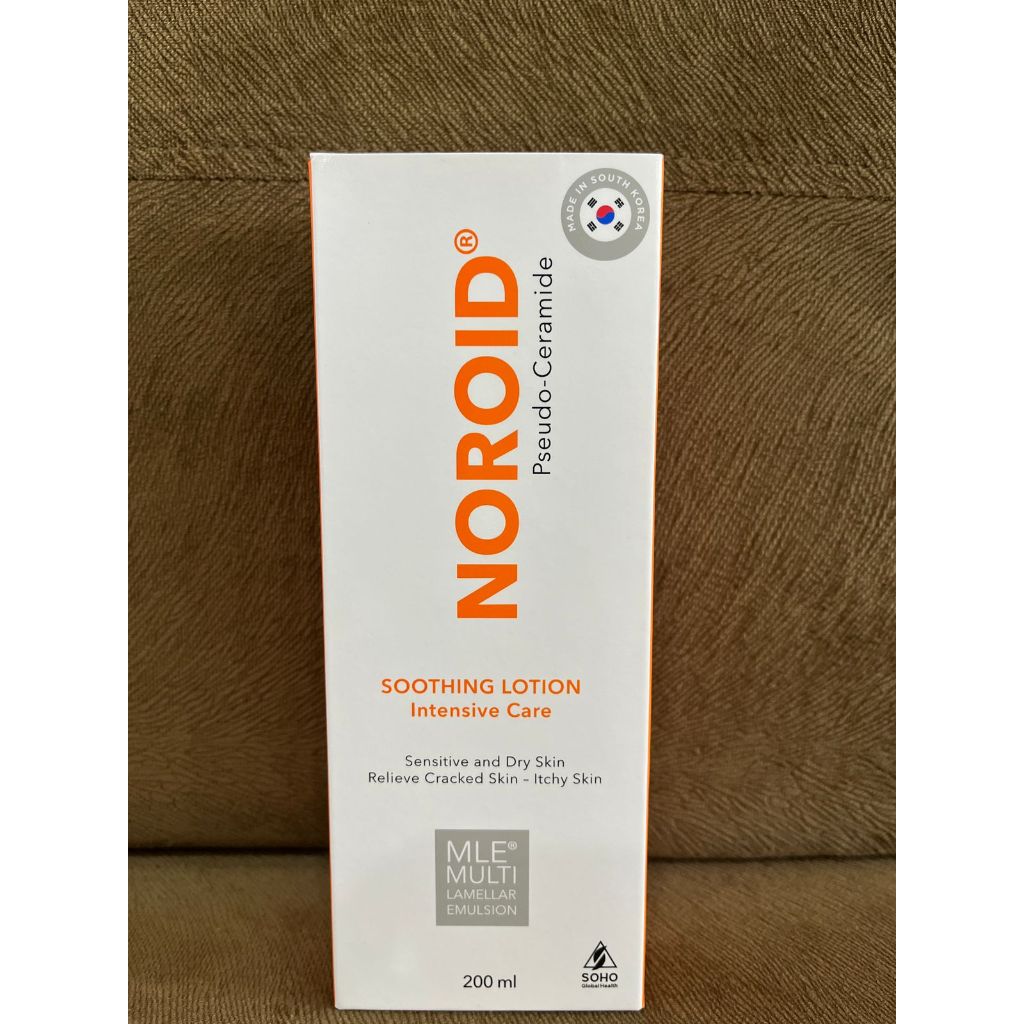 MADE IN SOUTH KOREA
NOROID®
Pseudo-Ceramide
SOOTHING LOTION
Intensive Care
Sensitive and Dry Skin
Relieve Cracked Skin – Itchy Skin
MLE®
MULTI
LAMELLAR
EMULSION
200 ml
SOHO
Global Health